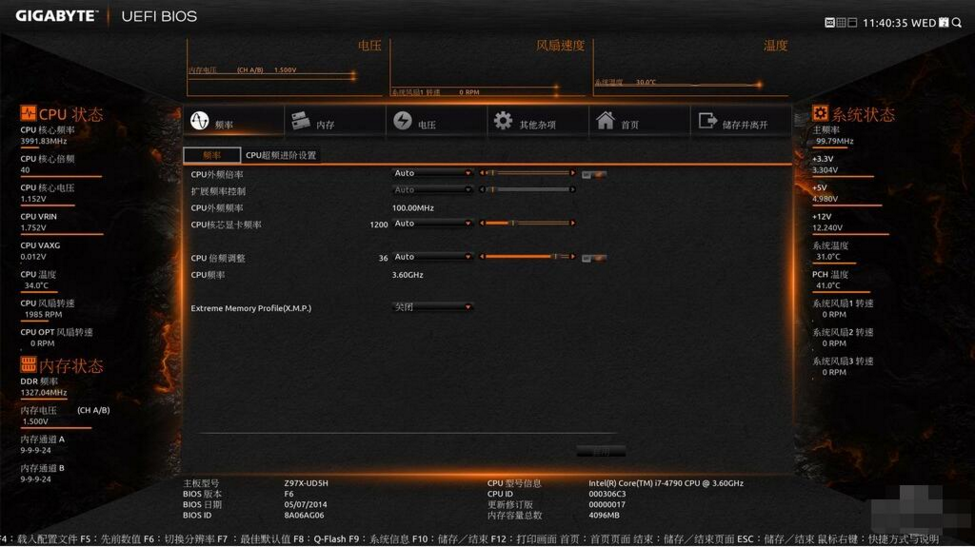 GIGABYTE™ UEFI BIOS
11:40:35 WED
电压
内存电压 (CH A/B) 1.500V
风扇速度
系统风扇1 转速 0 RPM
温度
系统温度 30.0°C
CPU 状态
CPU 核心频率
3991.83MHz
CPU 核心倍频
40
CPU 核心电压
1.152V
CPU VRIN
1.752V
CPU VAXG
0.012V
CPU 温度
34.0°C
CPU 风扇转速
1985 RPM
CPU OPT 风扇转速
0 RPM
内存状态
DDR 频率
1327.04MHz
内存电压 (CH A/B)
1.500V
内存通道 A
9-9-9-24
内存通道 B
9-9-9-24
频率 内存 电压 其他杂项 首页 储存并离开
频率 CPU超频进阶设置
CPU外频倍率 Auto
扩展频率控制 Auto
CPU外频频率 100.00MHz
CPU核芯显卡频率 1200 Auto
CPU 倍频调整 36 Auto
CPU频率 3.60GHz
Extreme Memory Profile(X.M.P.) 关闭
系统状态
主频率
99.79MHz
+3.3V
3.304V
+5V
4.980V
+12V
12.240V
系统温度
31.0°C
PCH 温度
41.0°C
系统风扇1 转速
0 RPM
系统风扇2 转速
0 RPM
系统风扇3 转速
0 RPM
主板型号 Z97X-UD5H
BIOS 版本 F6
BIOS 日期 05/07/2014
BIOS ID 8A06AG06
CPU 型号信息 Intel(R) Core(TM) i7-4790 CPU @ 3.60GHz
CPU ID 000306C3
更新修订版 00000017
内存容量总数 4096MB
F4：载入配置文件 F5：先前数值 F6：切换分辨率 F7 ：最佳默认值 F8：Q-Flash F9：系统信息 F10：储存／结束 F12：打印画面 首页：首页页面 结束：储存／结束页面 ESC：储存／离开 鼠标右键：快捷方式与说明